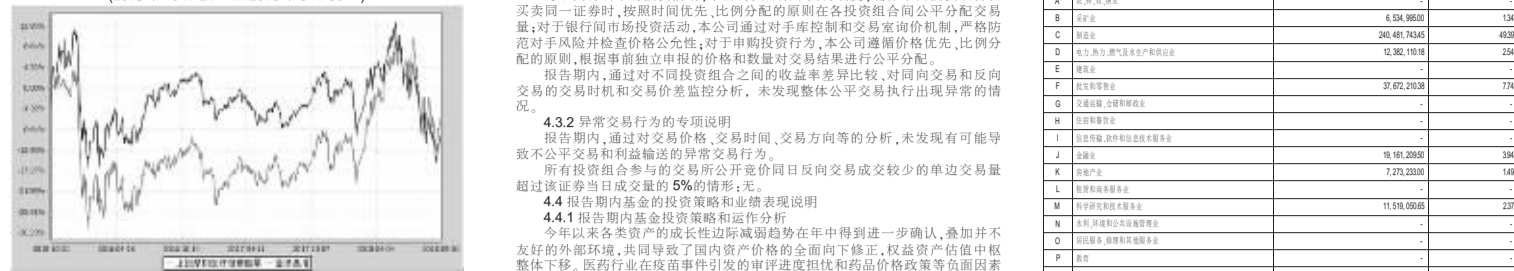 买卖同一证券时，按照时间优先、比例分配的原则在各投资组合间公平分配交易
量；对于银行间市场投资活动，本公司通过对手库控制和交易室询价机制，严格防
范对手风险并检查价格公允性；对于申购投资行为，本公司遵循价格优先、比例分
配的原则，根据事前独立申报的价格和数量对交易结果进行公平分配。
报告期内，通过对不同投资组合之间的收益率差异比较、对同向交易和反向
交易的交易时机和交易价差监控分析，未发现整体公平交易执行出现异常的情
况。
4.3.2 异常交易行为的专项说明
报告期内，通过对交易价格、交易时间、交易方向等的分析，未发现有可能导
致不公平交易和利益输送的异常交易行为。
所有投资组合参与的交易所公开竞价同日反向交易成交较少的单边交易量
超过该证券当日成交量的 5%的情形：无。
4.4 报告期内基金的投资策略和业绩表现说明
4.4.1 报告期内基金投资策略和运作分析
今年以来各类资产的成长性边际减弱趋势在年中得到进一步确认，叠加并不
友好的外部环境，共同导致了国内资产价格的全面向下修正，权益资产估值中枢
整体下移。医药行业在疫苗事件引发的审评进度担忧和药品价格政策等负面因素
B 采矿业 6,534,995.00 1.34
C 制造业 240,481,743.45 49.39
D 电力、热力、燃气及水生产和供应业 12,382,110.18 2.54
E 建筑业 - -
F 批发和零售业 37,672,210.38 7.74
G 交通运输、仓储和邮政业 - -
H 住宿和餐饮业 - -
I 信息传输、软件和信息技术服务业 - -
J 金融业 19,161,209.50 3.94
K 房地产业 7,273,233.00 1.49
L 租赁和商务服务业 - -
M 科学研究和技术服务业 11,519,050.65 2.37
N 水利、环境和公共设施管理业 - -
O 居民服务、修理和其他服务业 - -
P 教育 - -